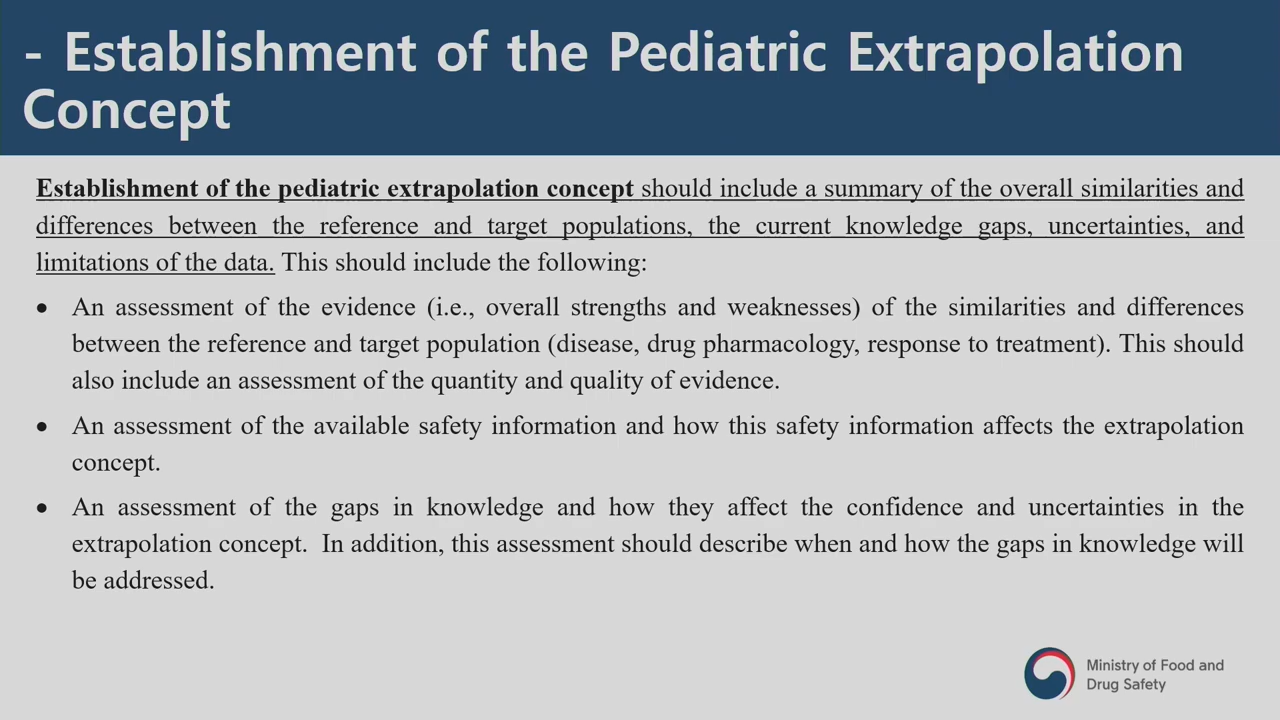 - Establishment of the Pediatric Extrapolation
Concept
Establishment of the pediatric extrapolation concept should include a summary of the overall similarities and
differences between the reference and target populations, the current knowledge gaps, uncertainties, and
limitations of the data. This should include the following:
• An assessment of the evidence (i.e., overall strengths and weaknesses) of the similarities and differences
between the reference and target population (disease, drug pharmacology, response to treatment). This should
also include an assessment of the quantity and quality of evidence.
• An assessment of the available safety information and how this safety information affects the extrapolation
concept.
• An assessment of the gaps in knowledge and how they affect the confidence and uncertainties in the
extrapolation concept. In addition, this assessment should describe when and how the gaps in knowledge will
be addressed.
Ministry of Food and
Drug Safety